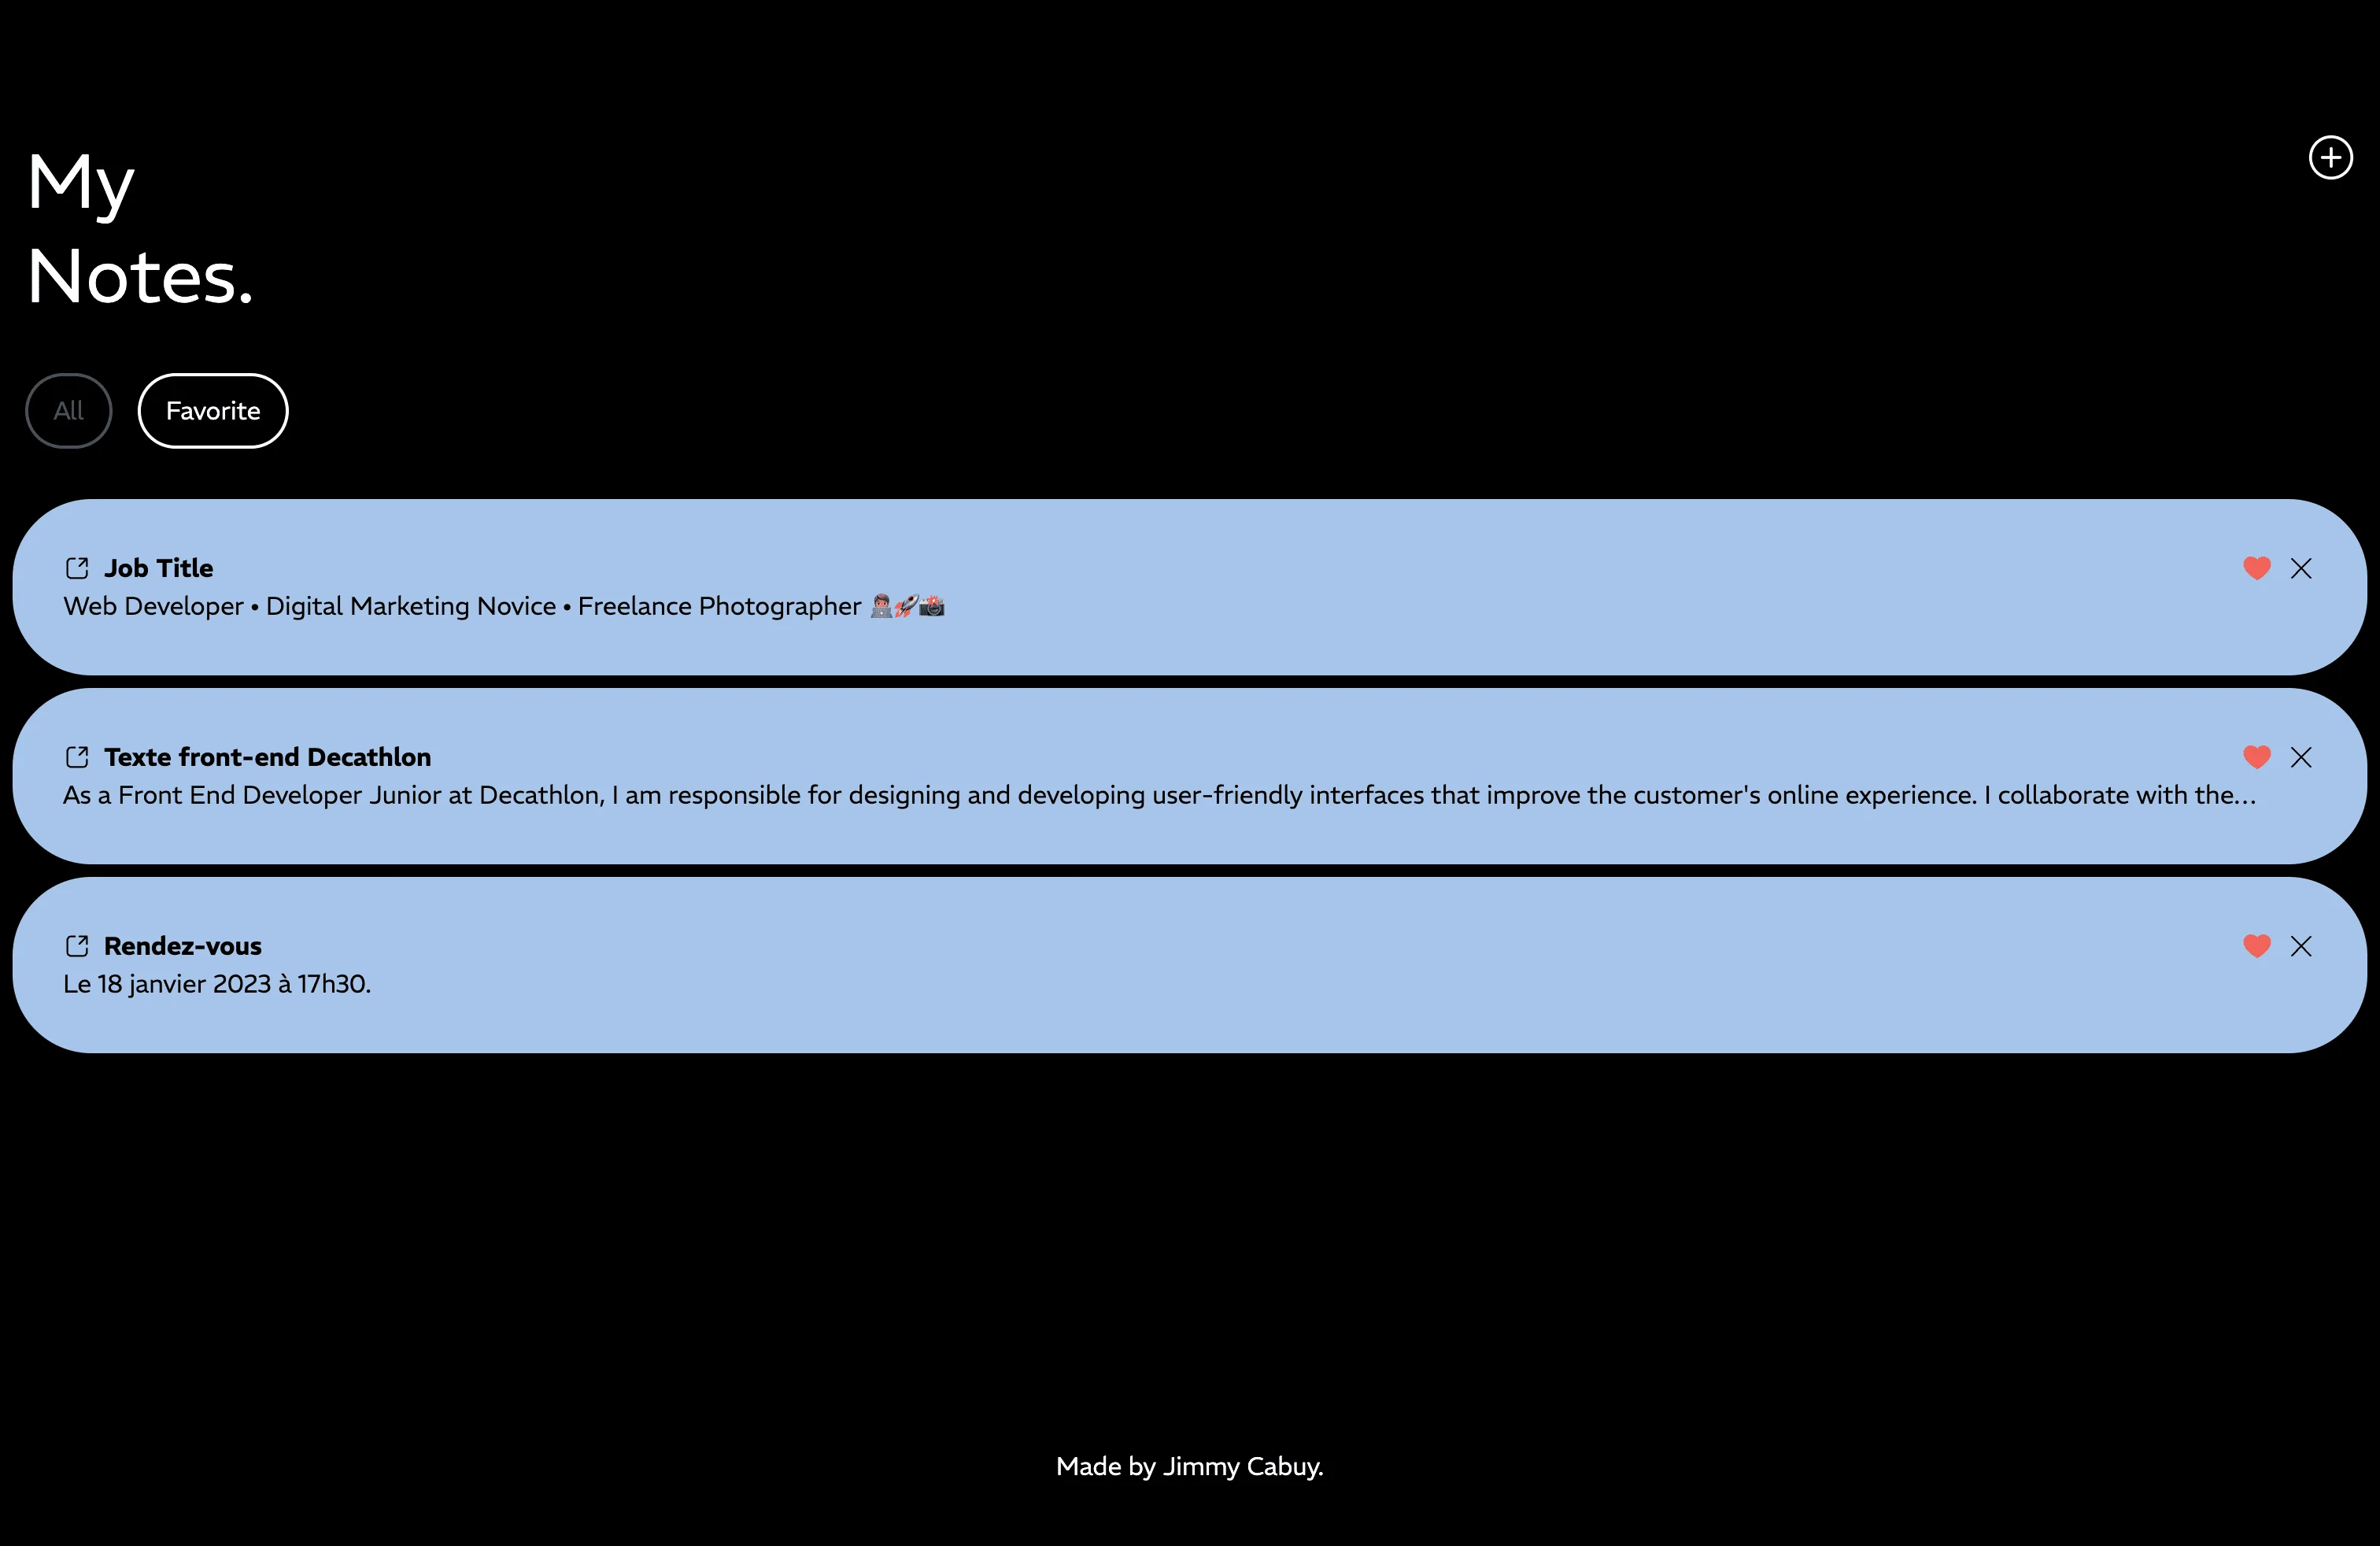 My
Notes.
All
Favorite
Job Title
Web Developer • Digital Marketing Novice • Freelance Photographer 👨🏽‍💻🚀📸
Texte front-end Decathlon
As a Front End Developer Junior at Decathlon, I am responsible for designing and developing user-friendly interfaces that improve the customer's online experience. I collaborate with the…
Rendez-vous
Le 18 janvier 2023 à 17h30.
Made by Jimmy Cabuy.